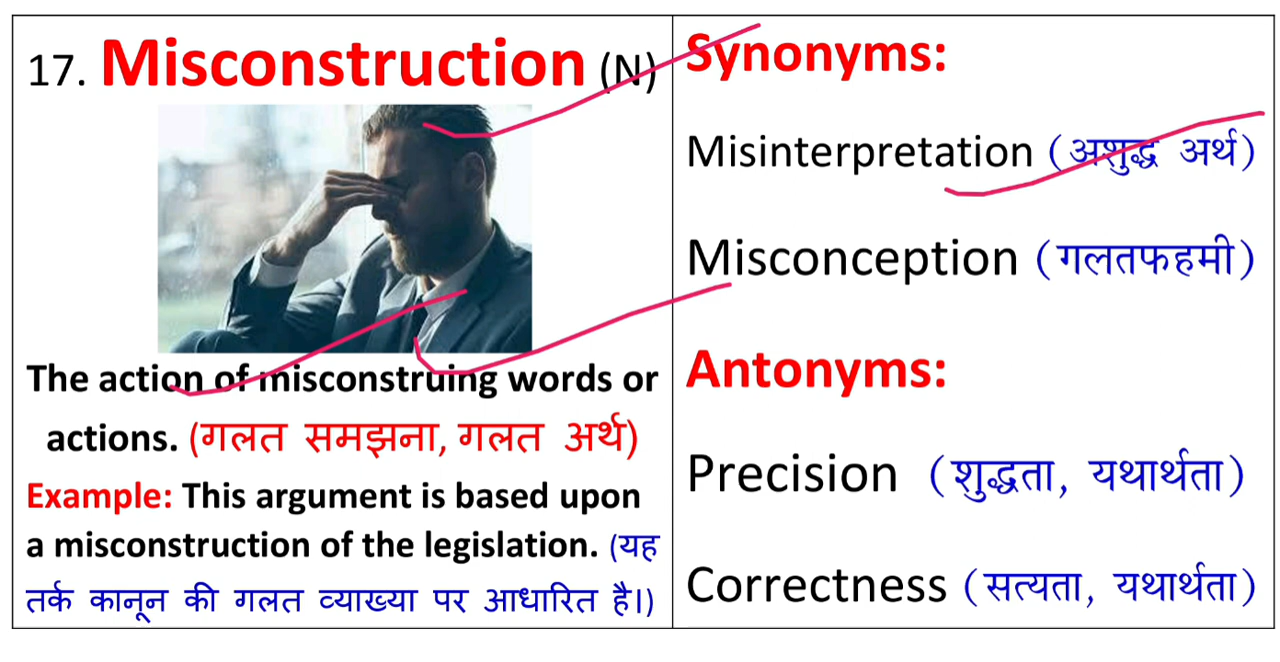 17. Misconstruction (N)
The action of misconstruing words or
actions. (गलत समझना, गलत अर्थ)
Example: This argument is based upon
a misconstruction of the legislation. (यह
तर्क कानून की गलत व्याख्या पर आधारित है।)
Synonyms:
Misinterpretation (अशुद्ध अर्थ)
Misconception (गलतफहमी)
Antonyms:
Precision (शुद्धता, यथार्थता)
Correctness (सत्यता, यथार्थता)